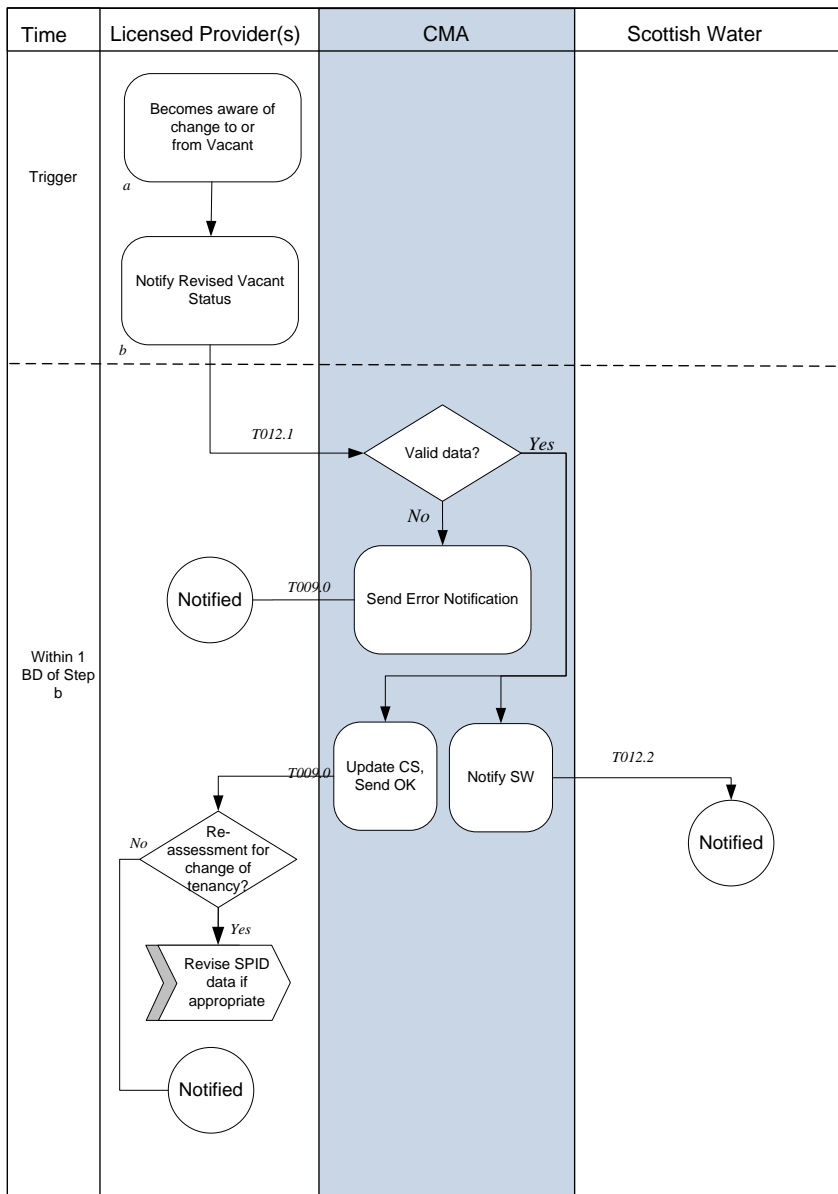 Time
Licensed Provider(s)
CMA
Scottish Water
Becomes aware of
change to or
from Vacant
Trigger
a
Notify Revised Vacant
Status
b
T012.1
Valid data?
Yes
No
Notified
T009.0
Send Error Notification
Within 1
BD of Step
b
T009.0
Update CS,
Send OK
Notify SW
T012.2
Notified
No
Re-
assessment for
change of
tenancy?
Yes
Revise SPID
data if
appropriate
Notified